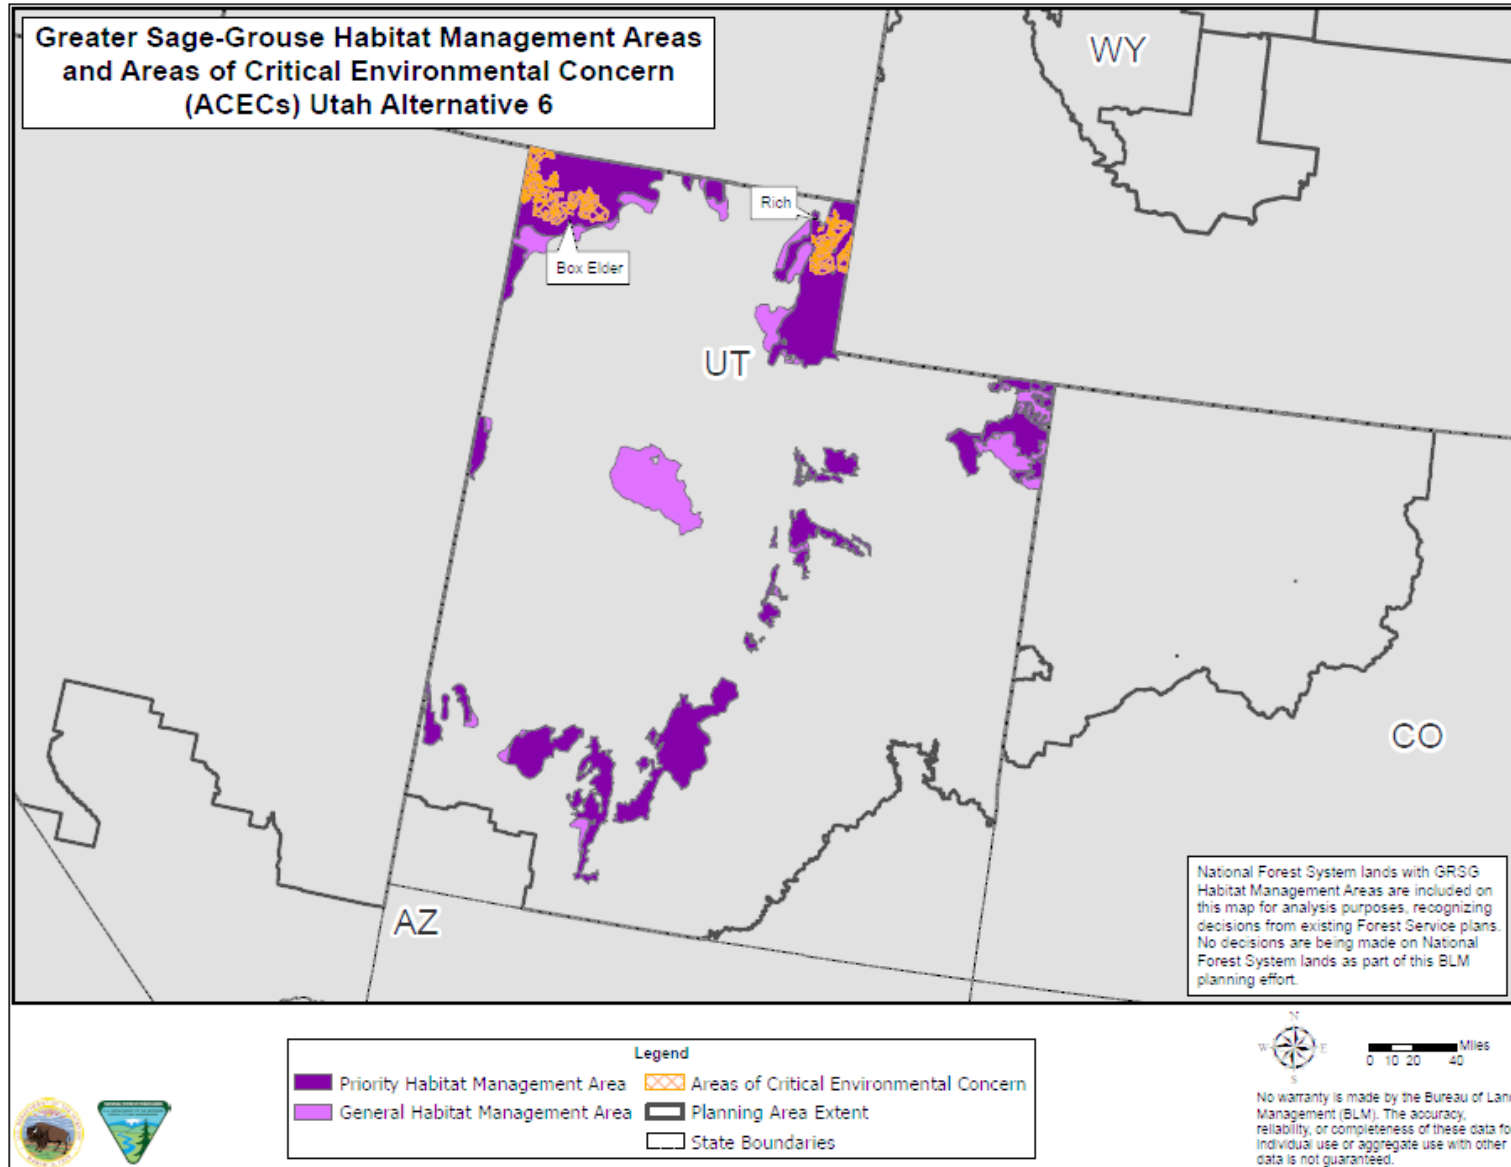 Greater Sage-Grouse Habitat Management Areas
and Areas of Critical Environmental Concern
(ACECs) Utah Alternative 6
WY
Rich
Box Elder
UT
CO
AZ
National Forest System lands with GRSG
Habitat Management Areas are included on
this map for analysis purposes, recognizing
decisions from existing Forest Service plans.
No decisions are being made on National
Forest System lands as part of this BLM
planning effort.
Legend
Priority Habitat Management Area
Areas of Critical Environmental Concern
General Habitat Management Area
Planning Area Extent
State Boundaries
N
W E
S
Miles
0 10 20 40
No warranty is made by the Bureau of Land
Management (BLM). The accuracy,
reliability, or completeness of these data fo
individual use or aggregate use with other
data is not guaranteed.